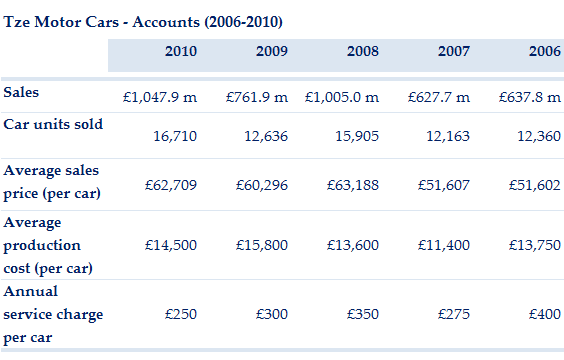 Tze Motor Cars - Accounts (2006-2010)
2010 2009 2008 2007 2006
Sales £1,047.9 m £761.9 m £1,005.0 m £627.7 m £637.8 m
Car units sold 16,710 12,636 15,905 12,163 12,360
Average sales
price (per car) £62,709 £60,296 £63,188 £51,607 £51,602
Average
production £14,500 £15,800 £13,600 £11,400 £13,750
cost (per car)
Annual
service charge £250 £300 £350 £275 £400
per car